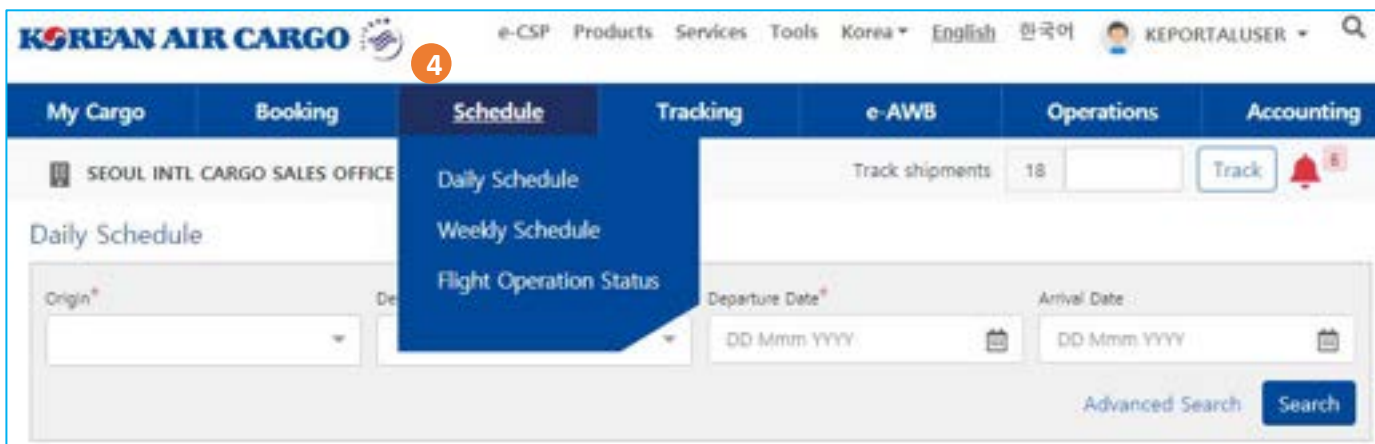 KOREAN AIR CARGO e-CSP Products Services Tools Korea English 한국어 KEPORTALUSER
4
My Cargo Booking Schedule Tracking e-AWB Operations Accounting
SEOUL INTL CARGO SALES OFFICE Track shipments 18 Track 6
Daily Schedule
Weekly Schedule
Flight Operation Status
Daily Schedule
Origin* De Departure Date* Arrival Date
DD Mmm YYYY DD Mmm YYYY
Advanced Search Search